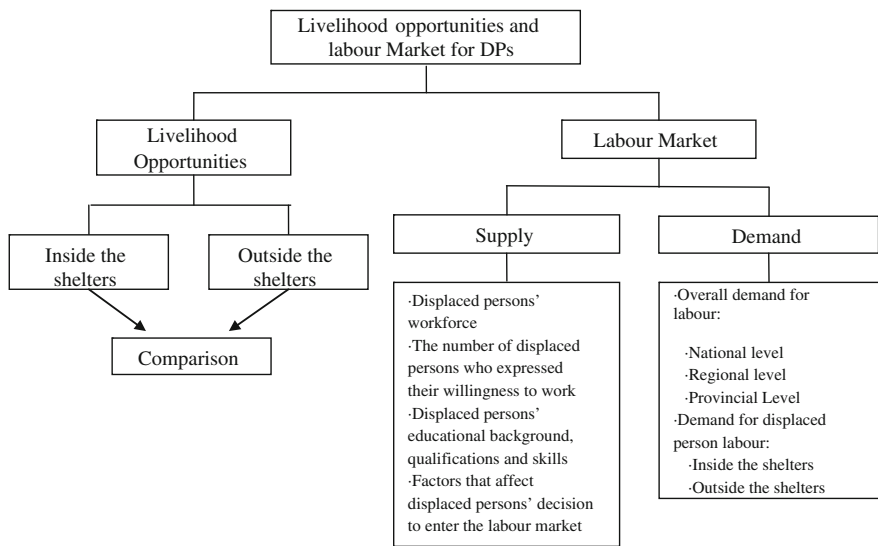 Livelihood opportunities and
labour Market for DPs
Livelihood
Opportunities
Labour Market
Inside the
shelters
Outside the
shelters
Comparison
Supply
Demand
·Displaced persons’
workforce
·The number of displaced
persons who expressed
their willingness to work
·Displaced persons’
educational background,
qualifications and skills
·Factors that affect
displaced persons’ decision
to enter the labour market
·Overall demand for
labour:
·National level
·Regional level
·Provincial Level
·Demand for displaced
person labour:
·Inside the shelters
·Outside the shelters